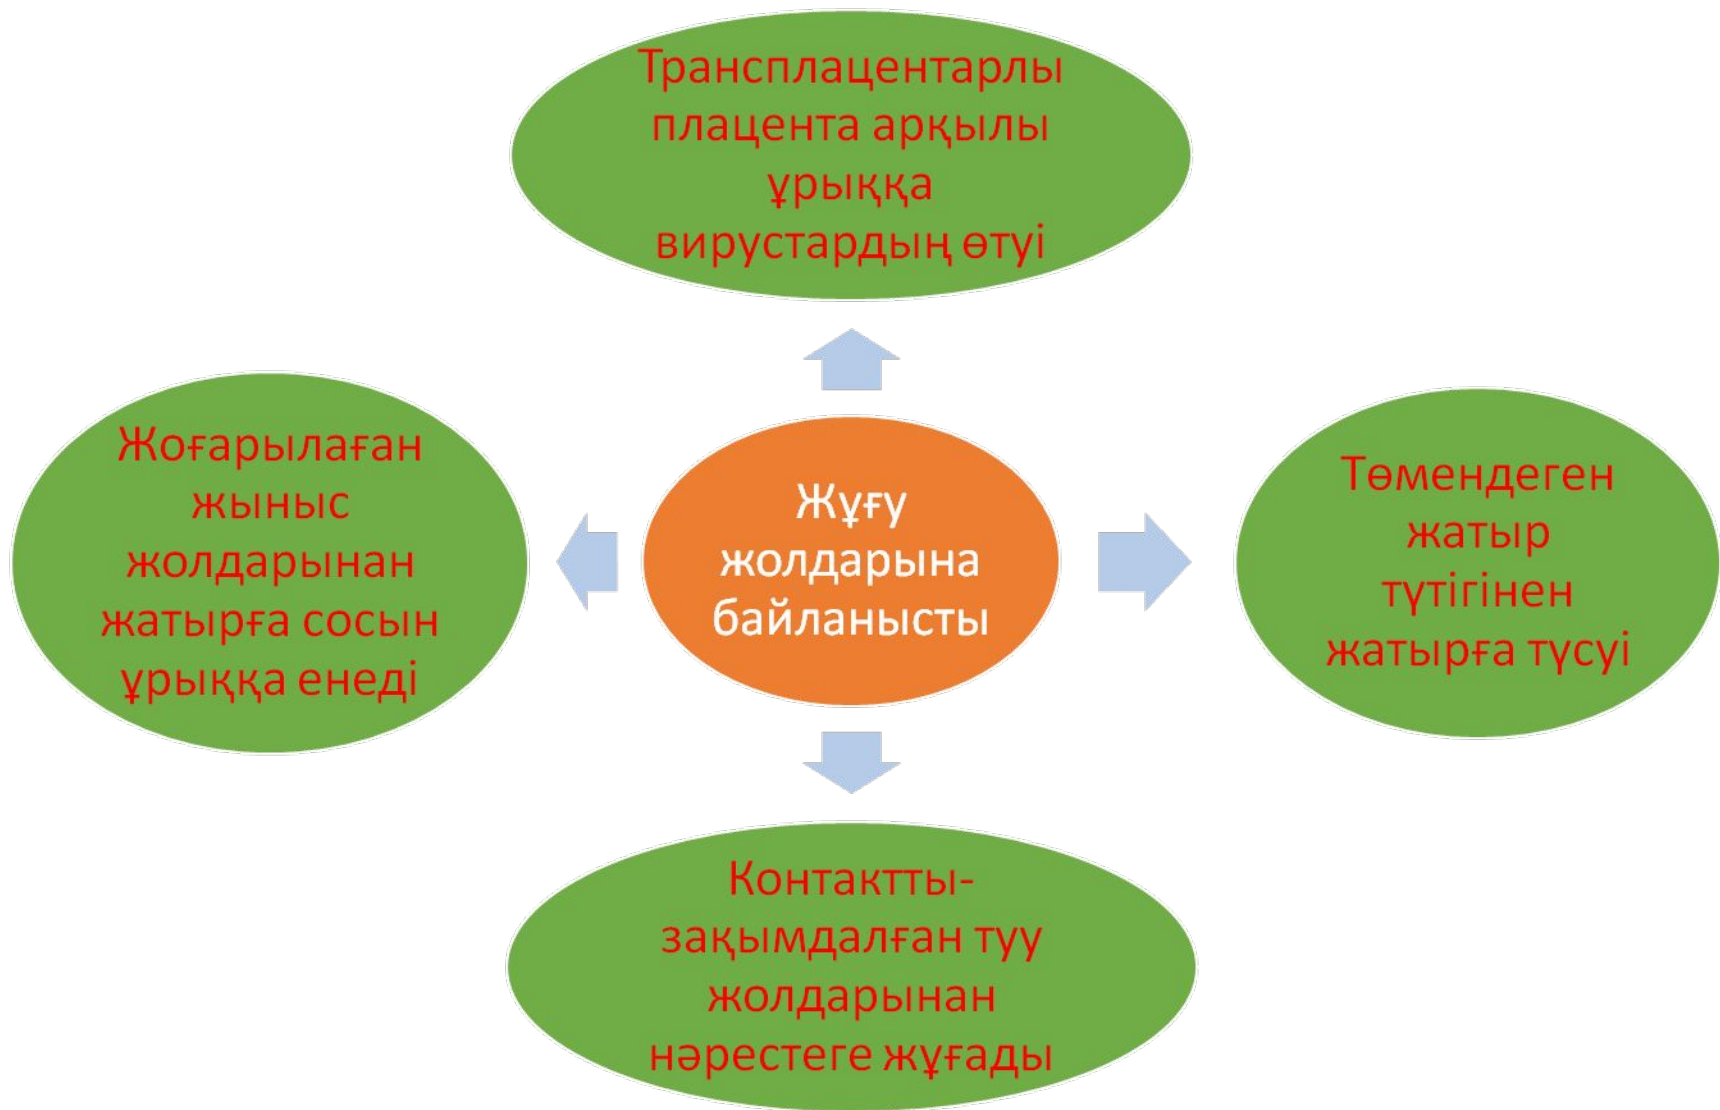 Трансплацентарлы
плацента арқылы
ұрыққа
вирустардың өтуі
Жоғарылаған
жыныс
жолдарынан
жатырға сосын
ұрыққа енеді
Жұғу
жолдарына
байланысты
Төмендеген
жатыр
түтігінен
жатырға түсуі
Контактты-
зақымдалған туу
жолдарынан
нәрестеге жұғады